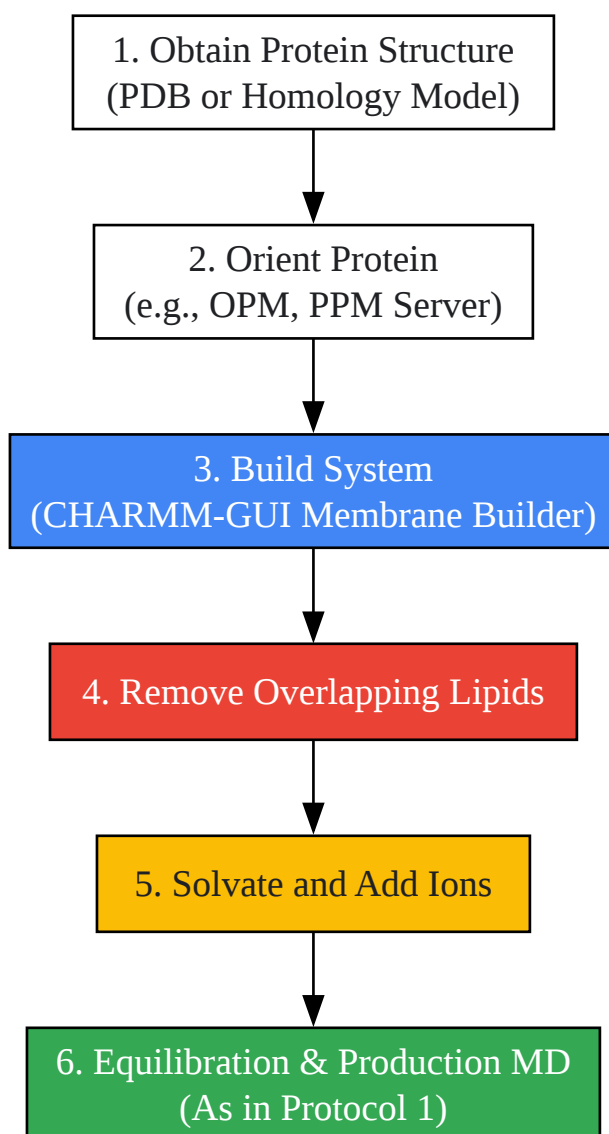 1. Obtain Protein Structure
(PDB or Homology Model)
2. Orient Protein
(e.g., OPM, PPM Server)
3. Build System
(CHARMM-GUI Membrane Builder)
4. Remove Overlapping Lipids
5. Solvate and Add Ions
6. Equilibration & Production MD
(As in Protocol 1)